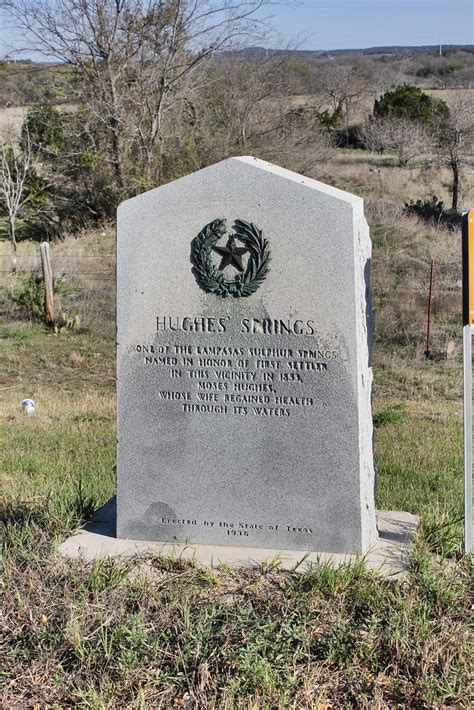 HUGHES' SPRINGS
ONE OF THE LAMPASAS SULPHUR SPRINGS
NAMED IN HONOR OF FIRST SETTLER
IN THIS VICINITY IN 1853,
MOSES HUGHES,
WHOSE WIFE REGAINED HEALTH
THROUGH ITS WATERS
Erected by the State of Texas
1936